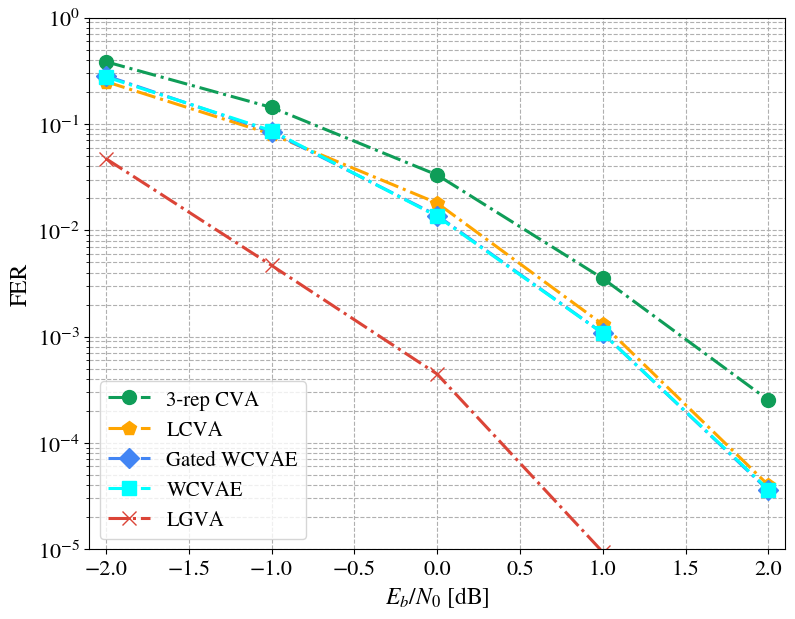 10⁰
10⁻¹
10⁻²
10⁻³
10⁻⁴
10⁻⁵
FER
3-rep CVA
LCVA
Gated WCVAE
WCVAE
LGVA
−2.0 −1.5 −1.0 −0.5 0.0 0.5 1.0 1.5 2.0
E_b/N_0 [dB]